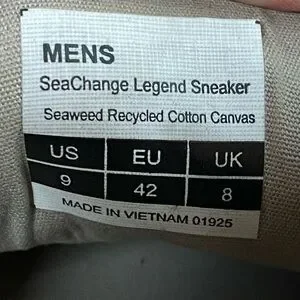 MENS
SeaChange Legend Sneaker
Seaweed Recycled Cotton Canvas
US EU UK
9 42 8
MADE IN VIETNAM 01925